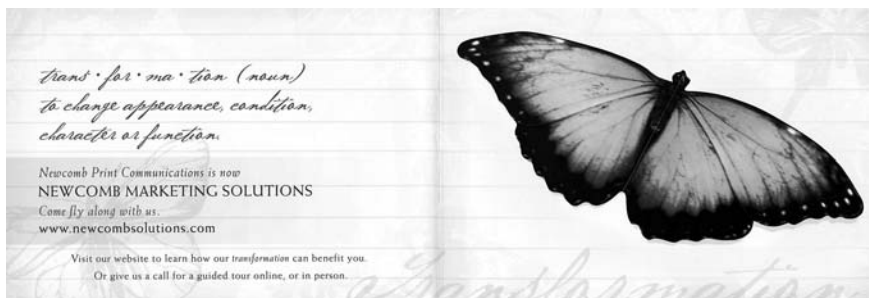 trans · for · ma · tion (noun)
to change appearance, condition,
character or function.
Newcomb Print Communications is now
NEWCOMB MARKETING SOLUTIONS
Come fly along with us.
www.newcombsolutions.com
Visit our website to learn how our transformation can benefit you.
Or give us a call for a guided tour online, or in person.
a Transformation.